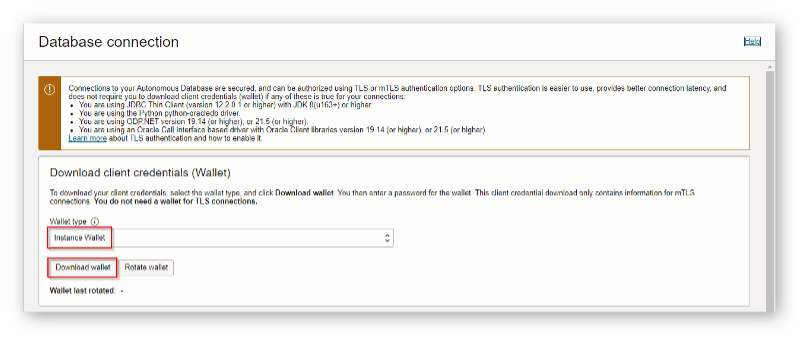 Database connection
Help
Connections to your Autonomous Database are secured, and can be authorized using TLS or mTLS authentication options. TLS authentication is easier to use, provides better connection latency, and
does not require you to download client credentials (wallet) if any of these is true for your connections:
• You are using JDBC Thin Client (version 12.2.0.1 or higher) with JDK 8(u163+) or higher.
• You are using the Python python-oracledb driver.
• You are using ODP.NET version 19.14 (or higher), or 21.5 (or higher).
• You are using an Oracle Call Interface based driver with Oracle Client libraries version 19.14 (or higher), or 21.5 (or higher).
Learn more about TLS authentication and how to enable it.
Download client credentials (Wallet)
To download your client credentials, select the wallet type, and click Download wallet. You then enter a password for the wallet. This client credential download only contains information for mTLS
connections. You do not need a wallet for TLS connections.
Wallet type
Instance Wallet
Download wallet Rotate wallet
Wallet last rotated: -